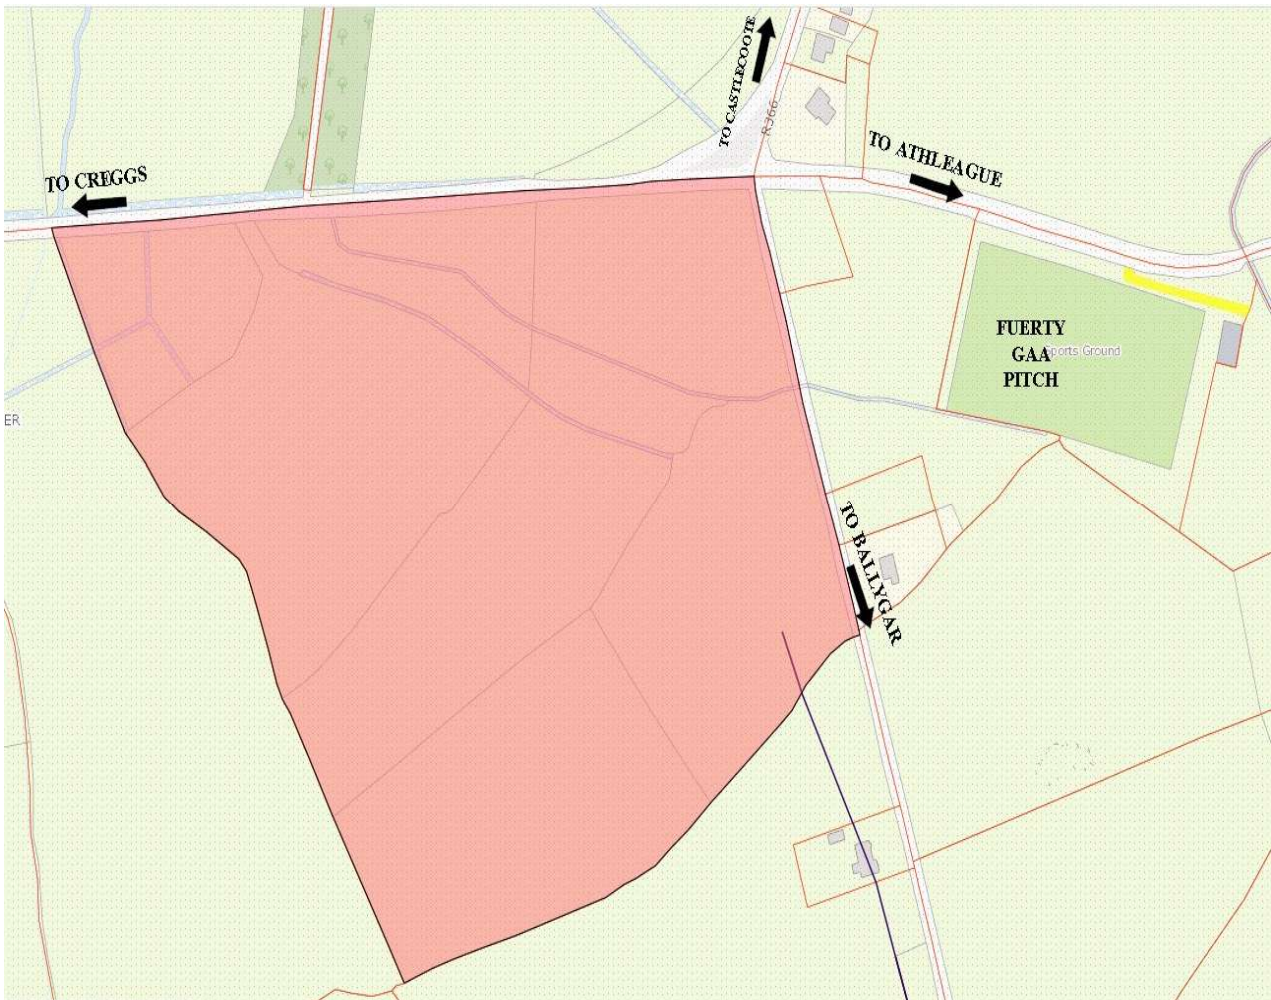 TO CASTLECOOTE
R366
TO ATHLEAGUE
TO CREGGS
FUERTY
GAA
PITCH
Sports Ground
ER
TO BALLYGAR